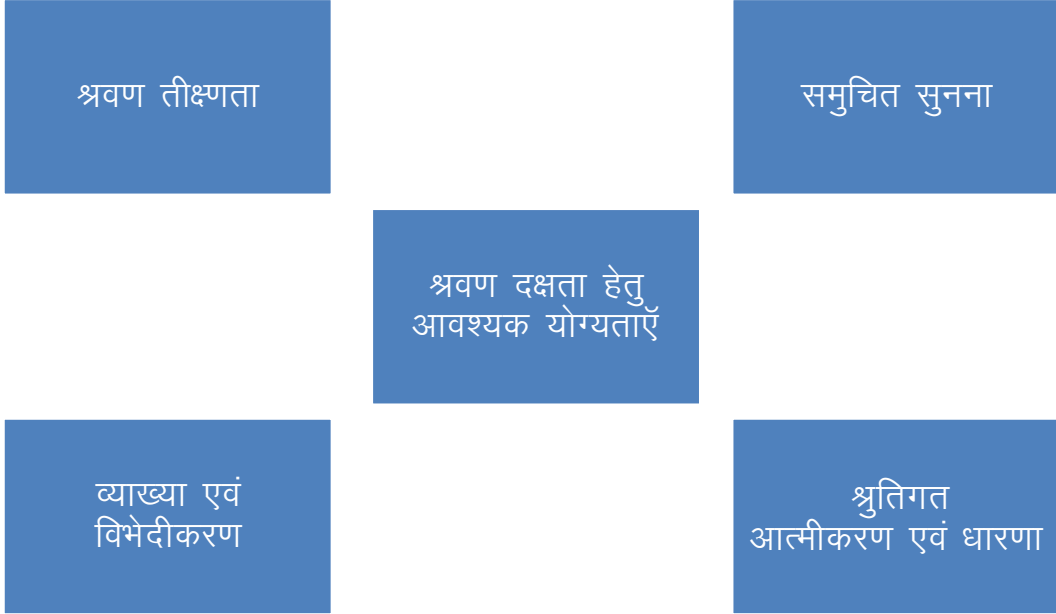 श्रवण तीक्ष्णता
समुचित सुनना
श्रवण दक्षता हेतु
आवश्यक योग्यताएॅ
व्याख्या एवं
विभेदीकरण
श्रुतिगत
आत्मीकरण एवं धारणा